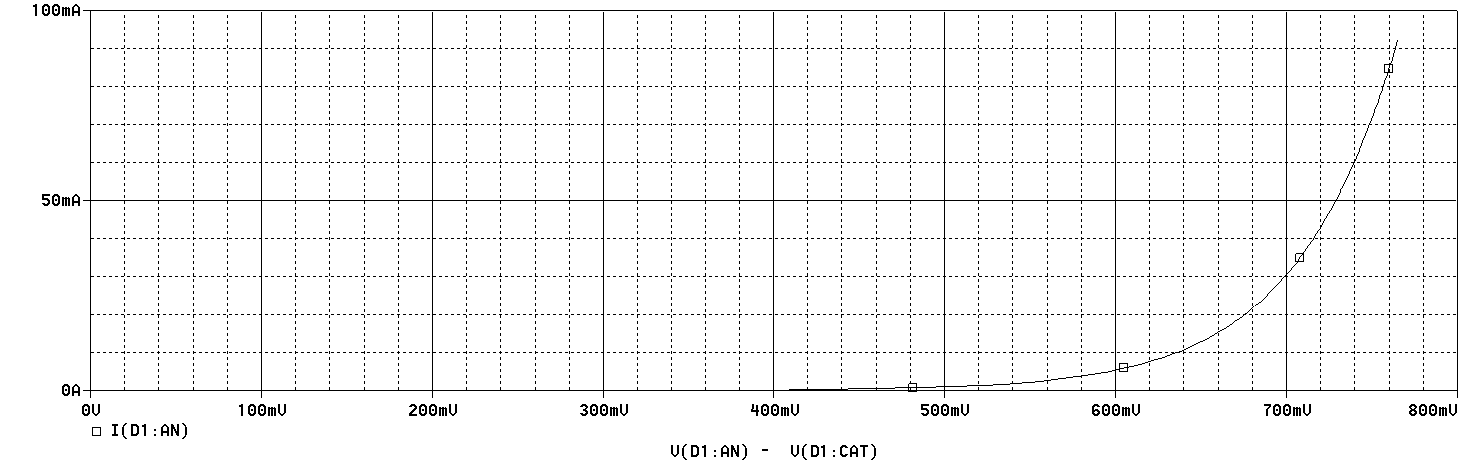 100mA
50mA
0A
0V 100mV 200mV 300mV 400mV 500mV 600mV 700mV 800mV
I(D1:AN)
V(D1:AN) - V(D1:CAT)